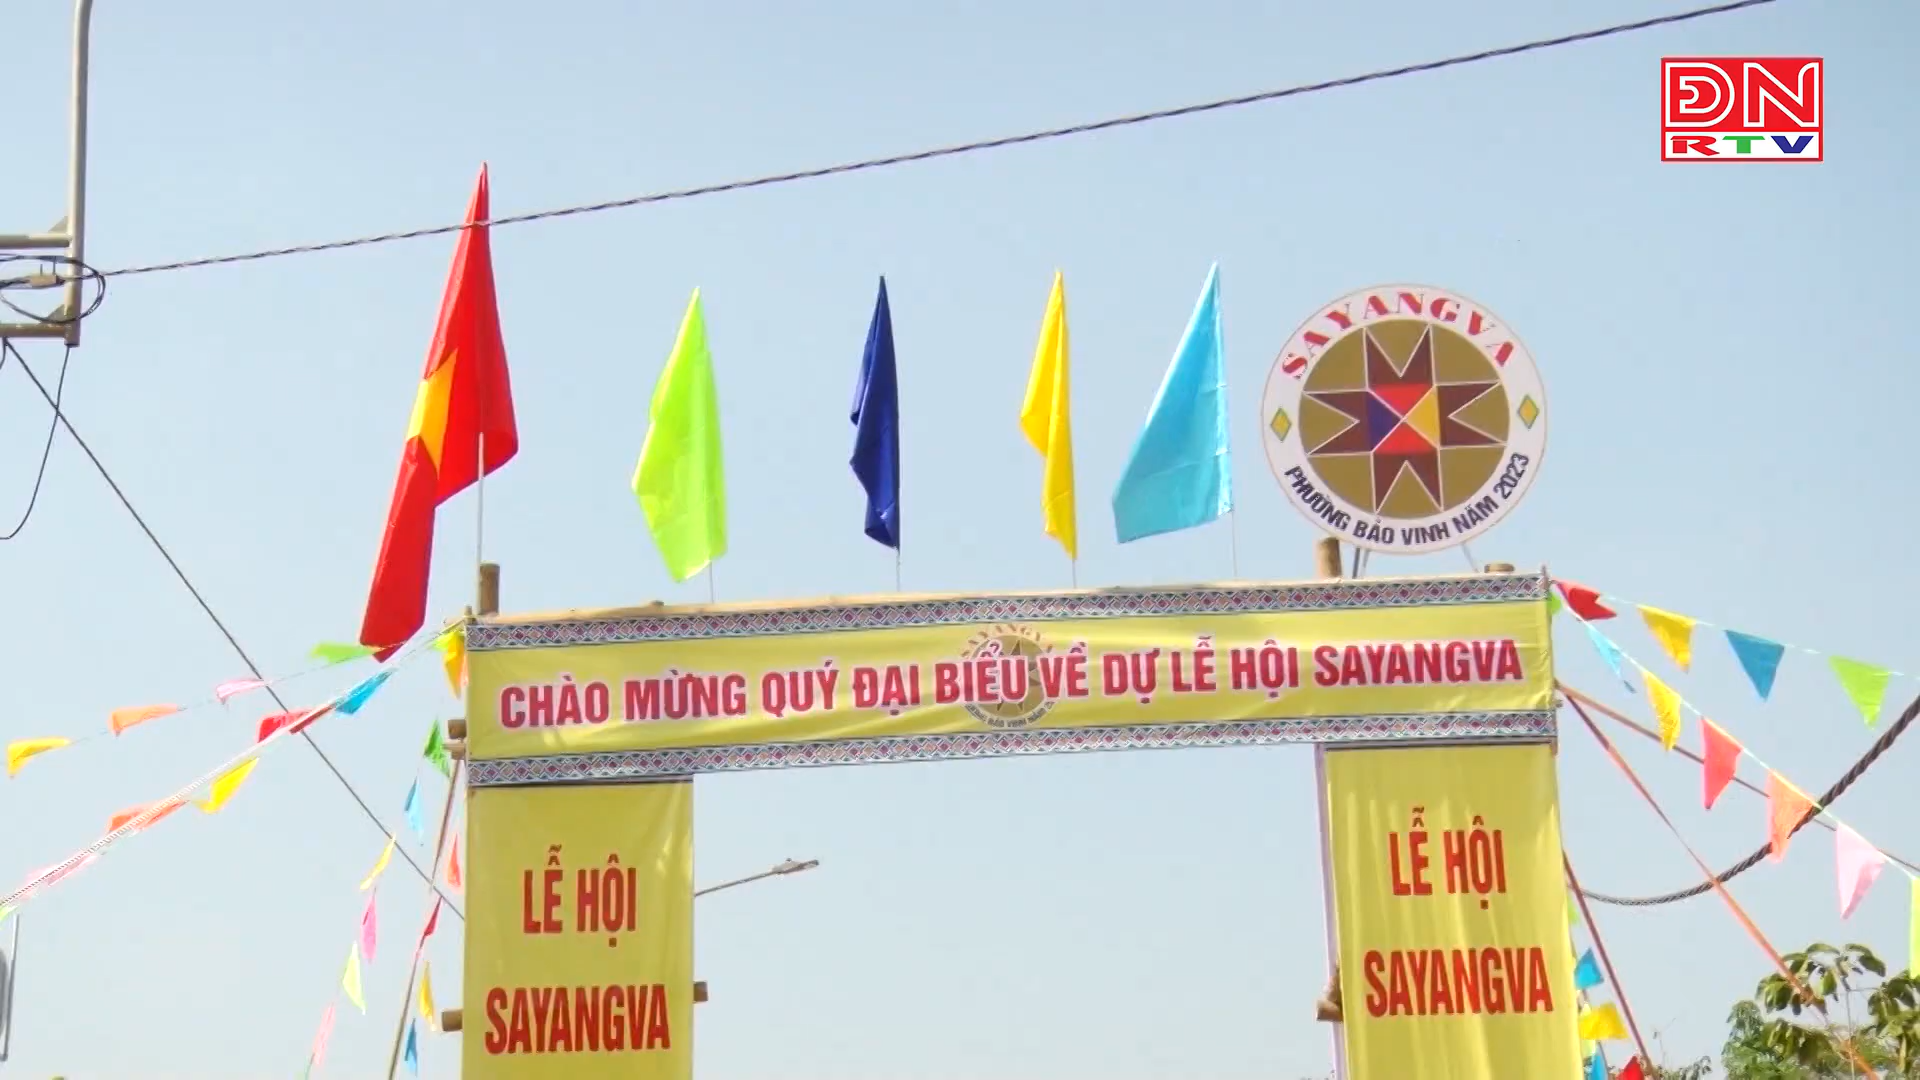 ĐN
RTV
SAYANGVA
PHƯỜNG BẢO VINH NĂM 2023
CHÀO MỪNG QUÝ ĐẠI BIỂU VỀ DỰ LỄ HỘI SAYANGVA
LỄ HỘI
SAYANGVA
LỄ HỘI
SAYANGVA